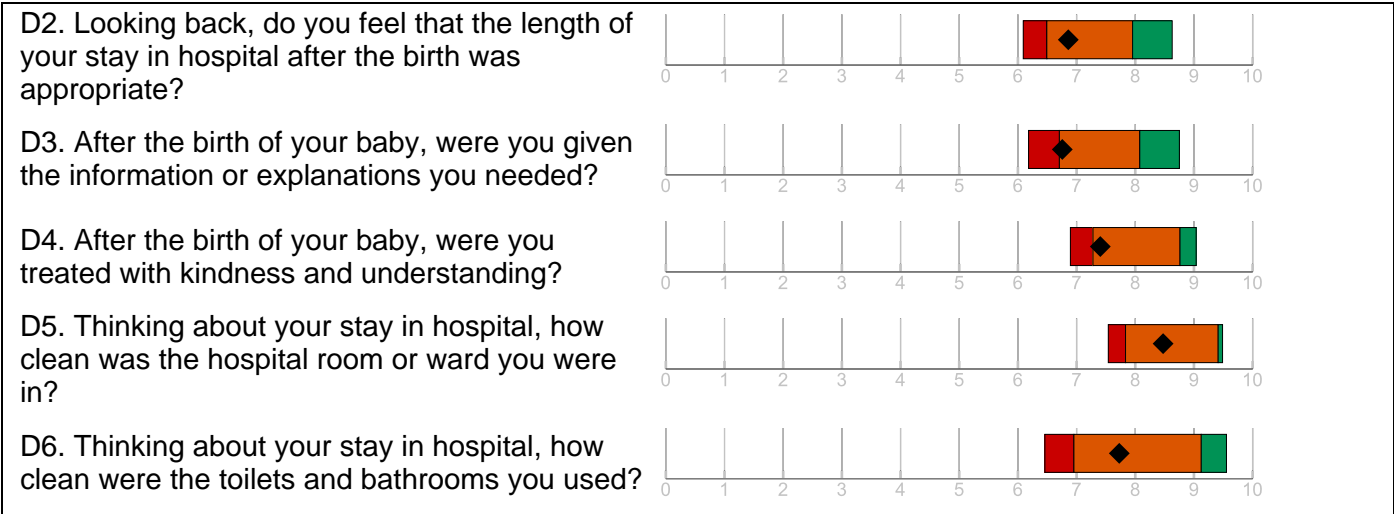 D2. Looking back, do you feel that the length of
your stay in hospital after the birth was
appropriate?
0 1 2 3 4 5 6 7 8 9 10
D3. After the birth of your baby, were you given
the information or explanations you needed?
0 1 2 3 4 5 6 7 8 9 10
D4. After the birth of your baby, were you
treated with kindness and understanding?
0 1 2 3 4 5 6 7 8 9 10
D5. Thinking about your stay in hospital, how
clean was the hospital room or ward you were
in?
0 1 2 3 4 5 6 7 8 9 10
D6. Thinking about your stay in hospital, how
clean were the toilets and bathrooms you used?
0 1 2 3 4 5 6 7 8 9 10